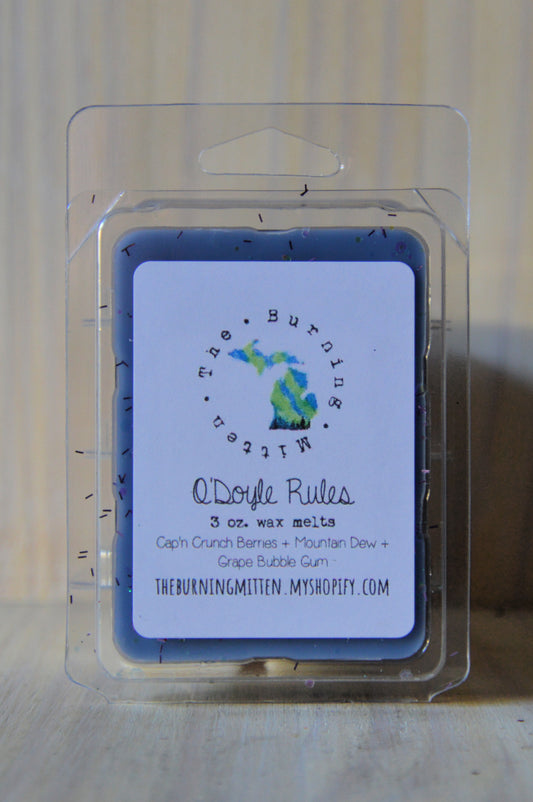 The • Burning • Mitten •
O'Doyle Rules
3 oz. wax melts
Cap'n Crunch Berries + Mountain Dew +
Grape Bubble Gum
THEBURNINGMITTEN.MYSHOPIFY.COM